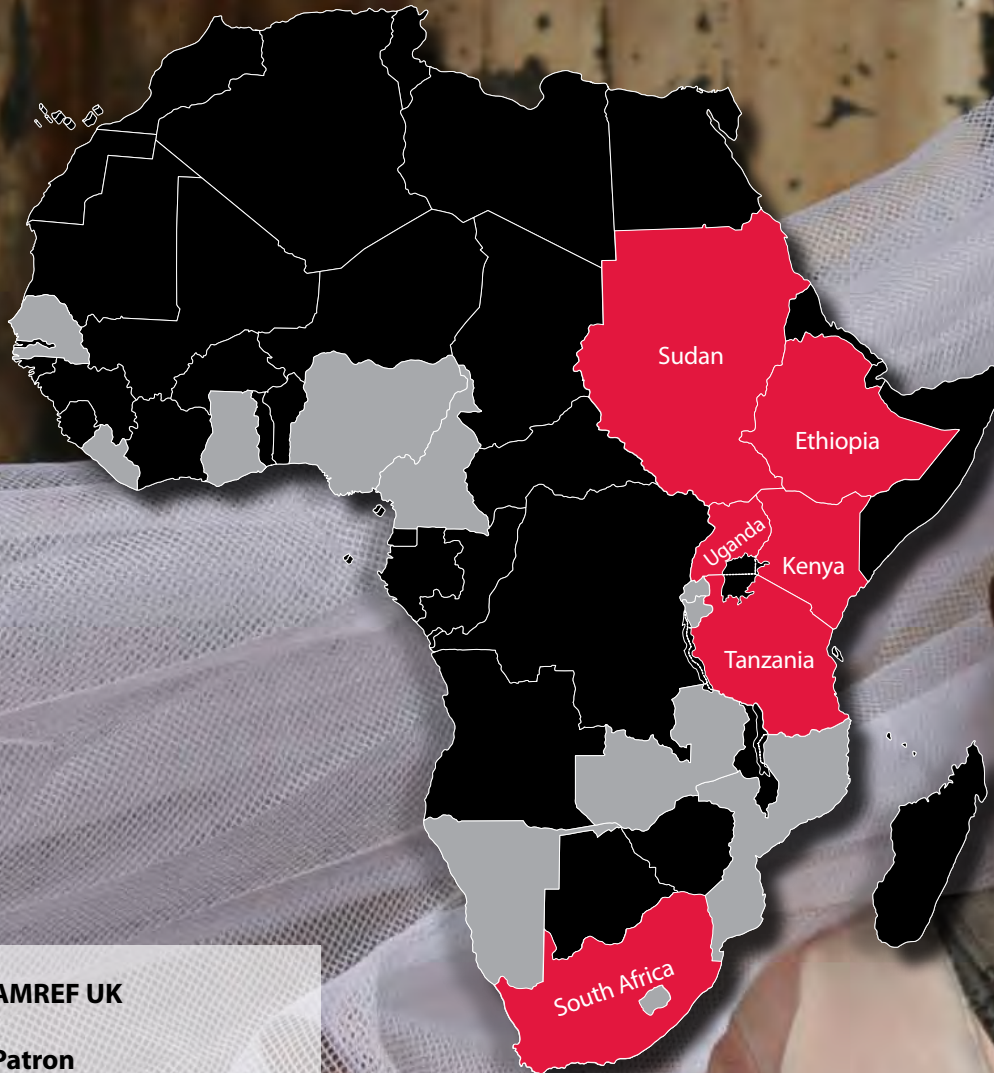 Sudan
Ethiopia
Uganda
Kenya
Tanzania
South Africa
AMREF UK
Patron